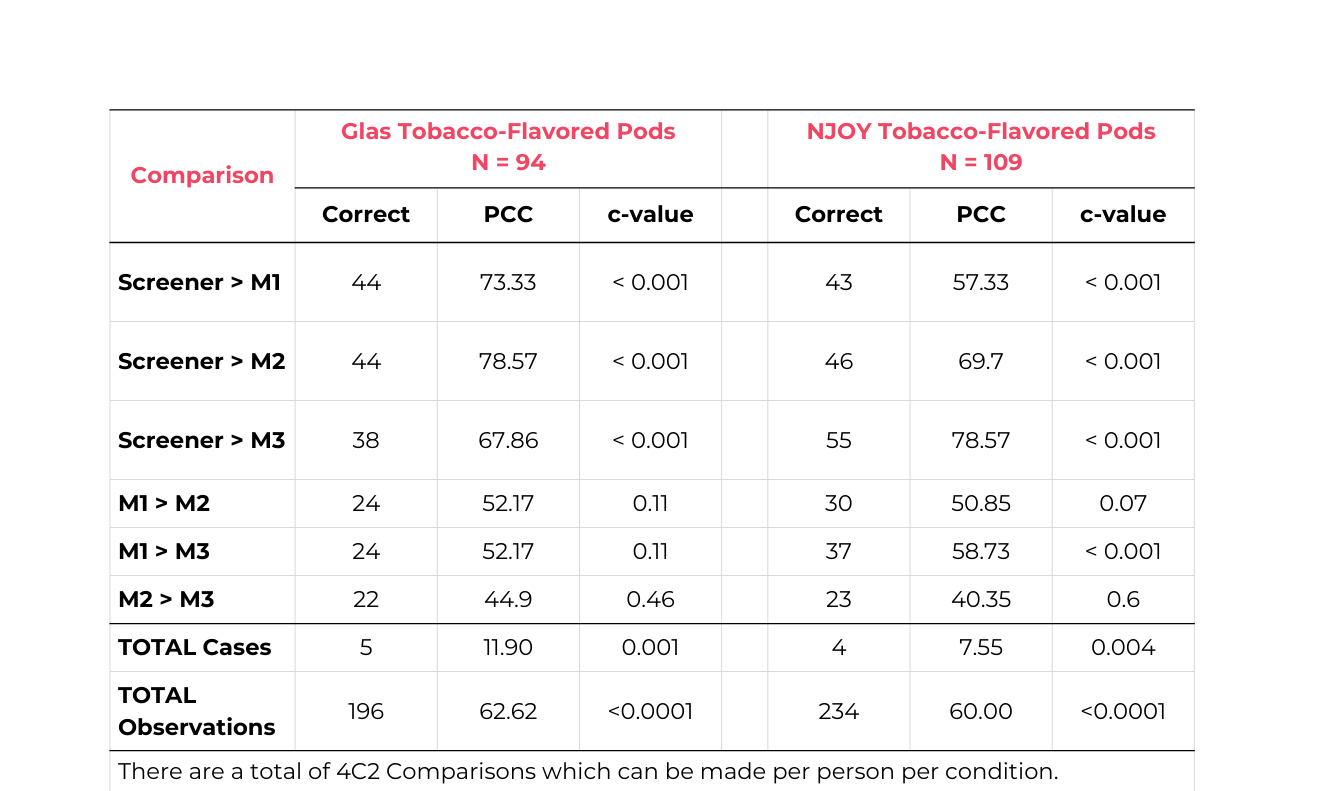 Comparison
Glas Tobacco-Flavored Pods
N = 94
NJOY Tobacco-Flavored Pods
N = 109
Correct PCC c-value Correct PCC c-value
Screener > M1 44 73.33 < 0.001 43 57.33 < 0.001
Screener > M2 44 78.57 < 0.001 46 69.7 < 0.001
Screener > M3 38 67.86 < 0.001 55 78.57 < 0.001
M1 > M2 24 52.17 0.11 30 50.85 0.07
M1 > M3 24 52.17 0.11 37 58.73 < 0.001
M2 > M3 22 44.9 0.46 23 40.35 0.6
TOTAL Cases 5 11.90 0.001 4 7.55 0.004
TOTAL
Observations 196 62.62 <0.0001 234 60.00 <0.0001
There are a total of 4C2 Comparisons which can be made per person per condition.